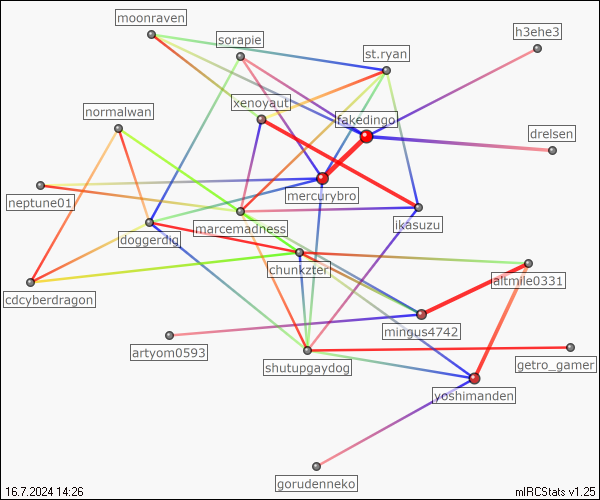 moonraven
sorapie
h3ehe3
st.ryan
xenoyaut
normalwan
fakedingo
drelsen
mercurybro
neptune01
marcemadness
ikasuzu
doggerdig
chunkzter
altmile0331
cdcyberdragon
mingus4742
artyom0593
shutupgaydog
getro_gamer
yoshimanden
gorudenneko
16.7.2024 14:26
mIRCStats v1.25